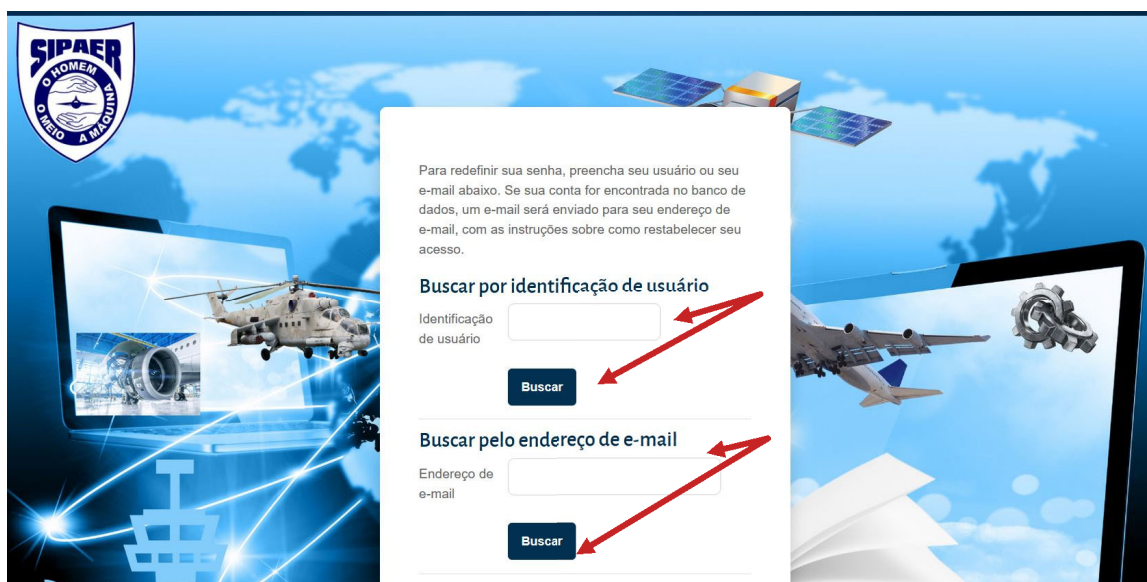 SIPAER
O HOMEM
O MEIO A MÁQUINA
Para redefinir sua senha, preencha seu usuário ou seu
e-mail abaixo. Se sua conta for encontrada no banco de
dados, um e-mail será enviado para seu endereço de
e-mail, com as instruções sobre como restabelecer seu
acesso.
Buscar por identificação de usuário
Identificação
de usuário
Buscar
Buscar pelo endereço de e-mail
Endereço de
e-mail
Buscar